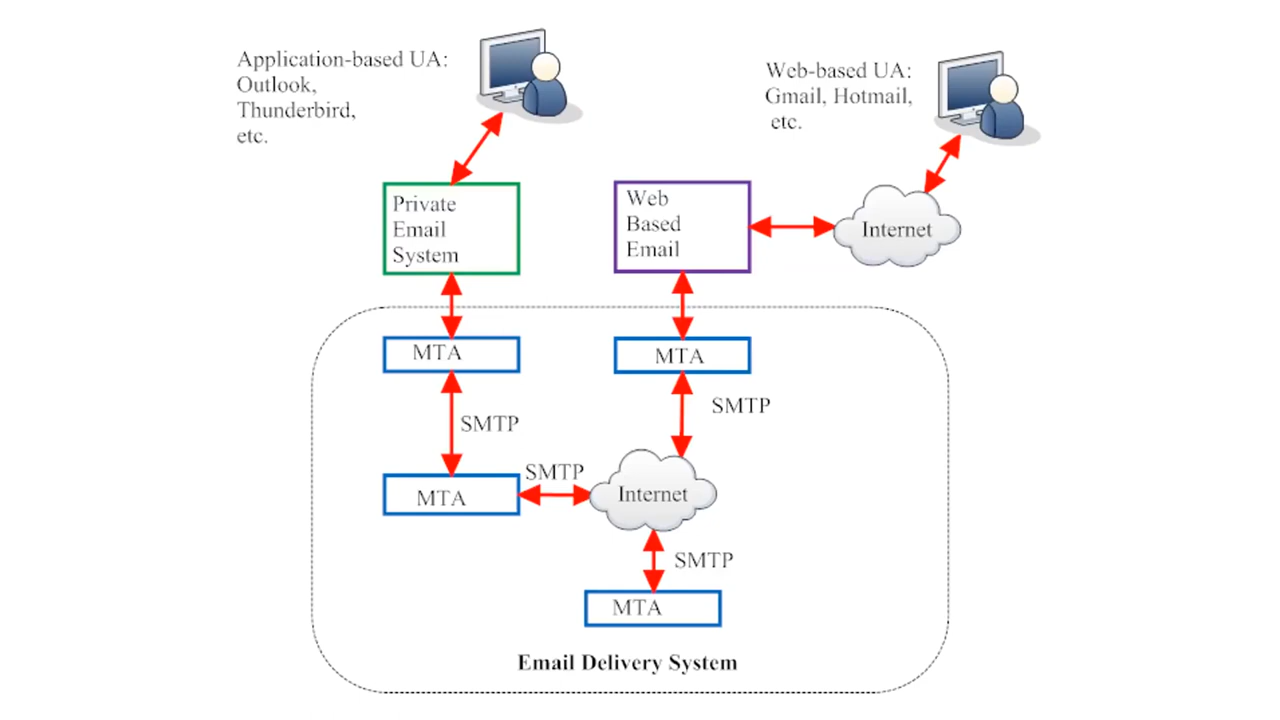 Application-based UA:
Outlook,
Thunderbird,
etc.
Web-based UA:
Gmail, Hotmail,
etc.
Private
Email
System
Web
Based
Email
Internet
MTA
MTA
SMTP
SMTP
MTA
SMTP
Internet
SMTP
MTA
Email Delivery System